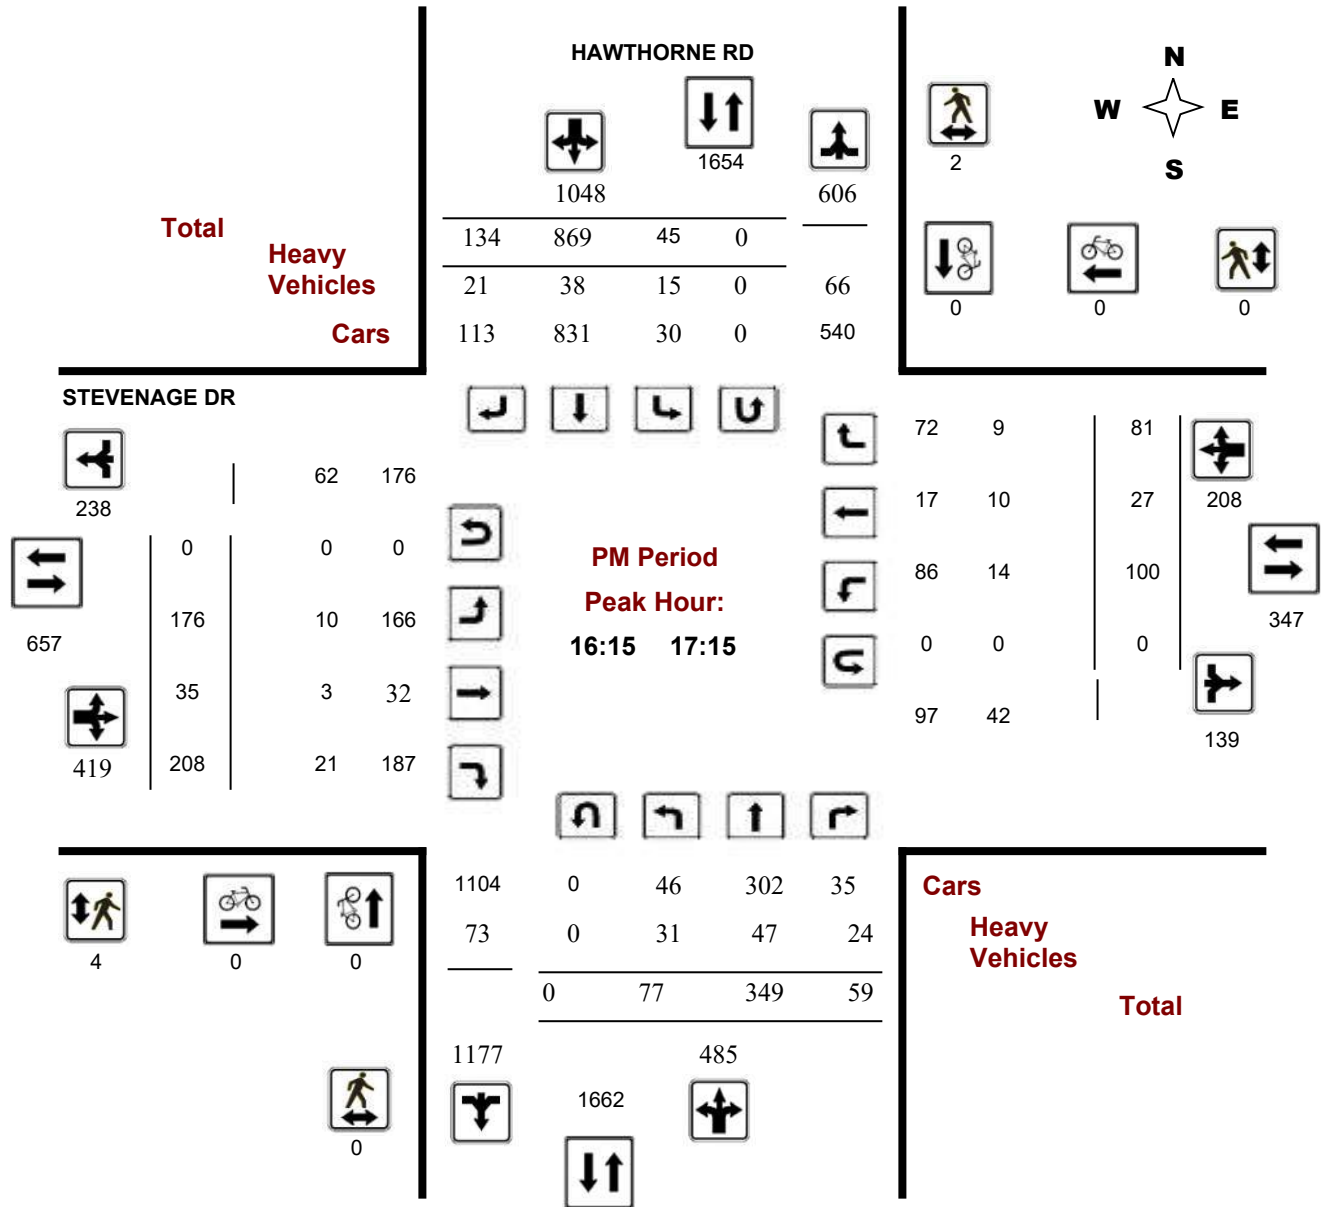 HAWTHORNE RD
N
W E
S
1654
2
1048
606
Total
134 869 45 0
Heavy
Vehicles
21 38 15 0 66
0 0 0
Cars
113 831 30 0 540
STEVENAGE DR
72 9 81
62 176
238
17 10 27 208
0 0 0
PM Period
86 14 100
Peak Hour:
176 10 166
347
657
16:15 17:15
0 0 0
35 3 32
97 42
139
419 208 21 187
1104 0 46 302 35
Cars
73 0 31 47 24
Heavy
Vehicles
4 0 0
0 77 349 59
Total
1177 485
1662
0